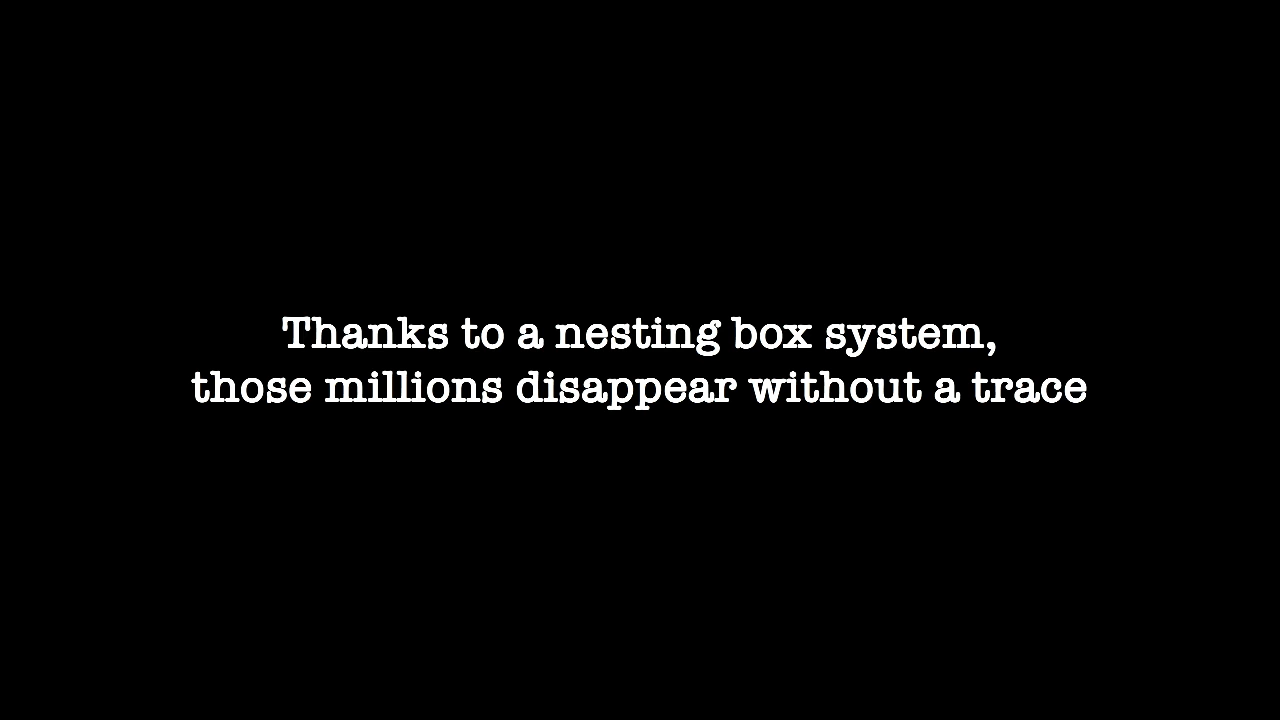 Thanks to a nesting box system,
those millions disappear without a trace